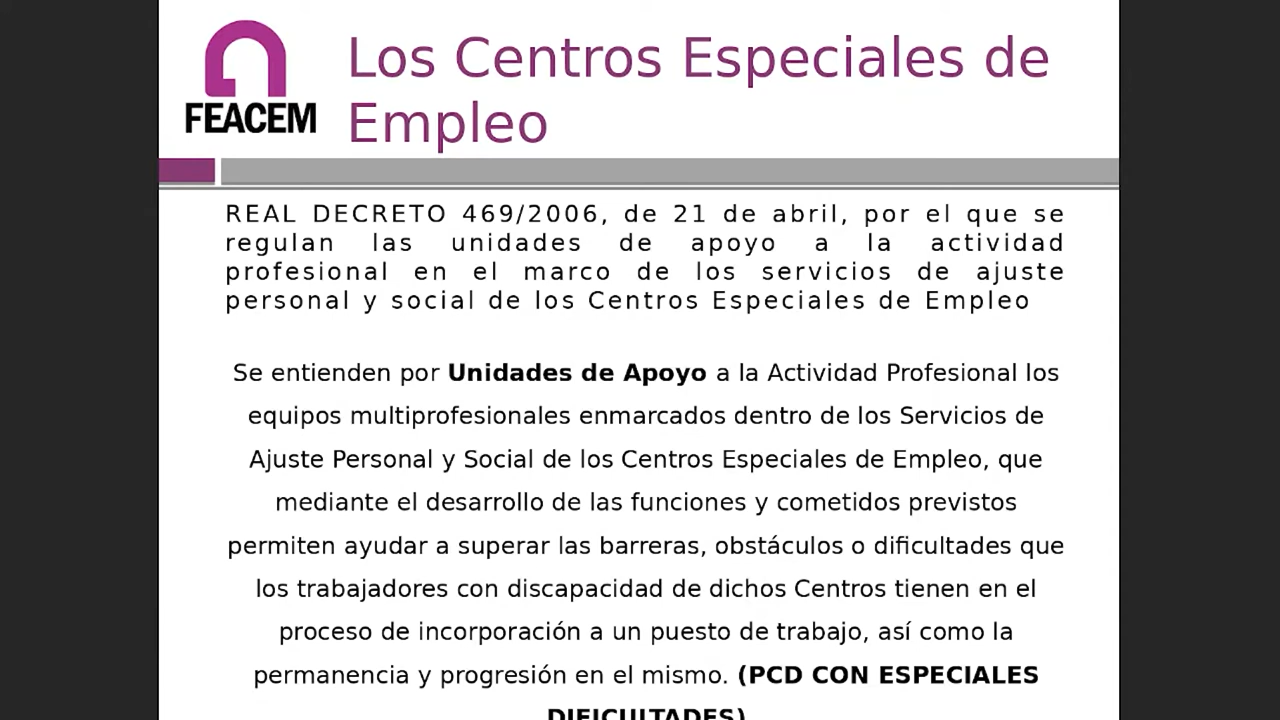 FEACEM
Los Centros Especiales de
Empleo
REAL DECRETO 469/2006, de 21 de abril, por el que se
regulan las unidades de apoyo a la actividad
profesional en el marco de los servicios de ajuste
personal y social de los Centros Especiales de Empleo
Se entienden por Unidades de Apoyo a la Actividad Profesional los
equipos multiprofesionales enmarcados dentro de los Servicios de
Ajuste Personal y Social de los Centros Especiales de Empleo, que
mediante el desarrollo de las funciones y cometidos previstos
permiten ayudar a superar las barreras, obstáculos o dificultades que
los trabajadores con discapacidad de dichos Centros tienen en el
proceso de incorporación a un puesto de trabajo, así como la
permanencia y progresión en el mismo. (PCD CON ESPECIALES
DIFICULTADES)